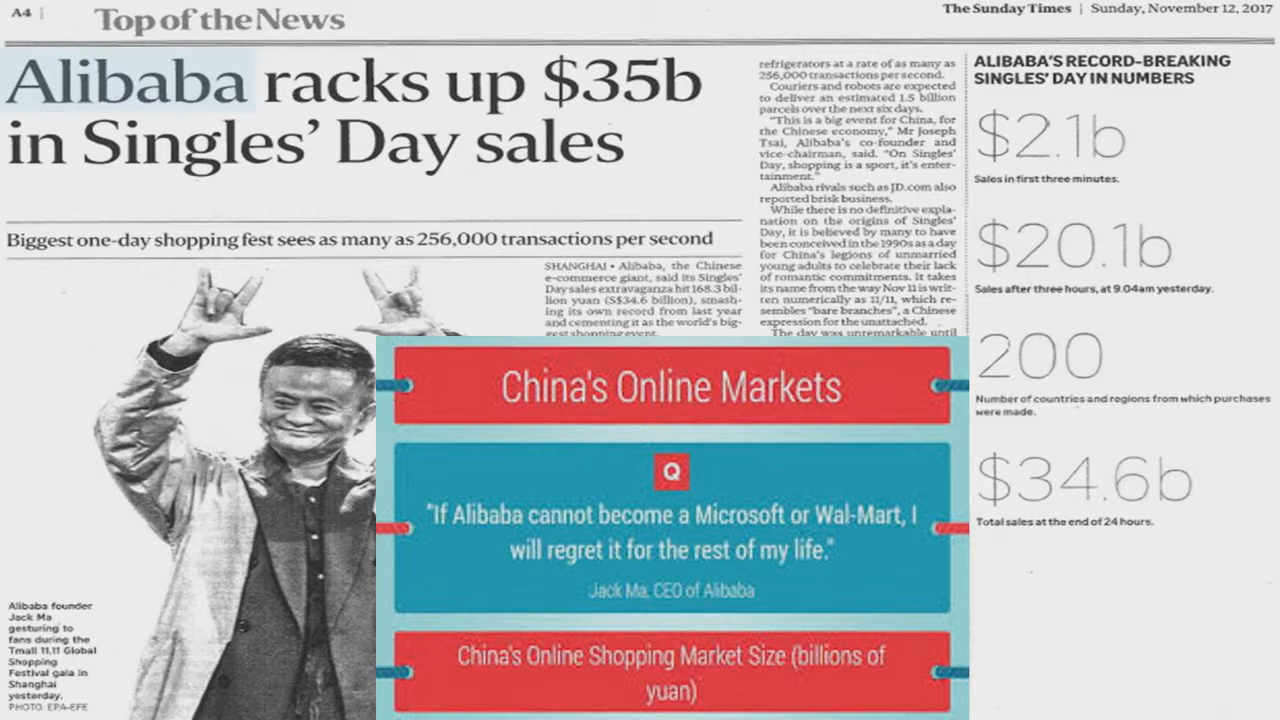 A4
Top of the News
The Sunday Times | Sunday, November 12, 2017
Alibaba racks up $35b
in Singles' Day sales
Biggest one-day shopping fest sees as many as 256,000 transactions per second
SHANGHAI • Alibaba, the Chinese
e-commerce giant, said its Singles'
Day sales extravaganza hit 168.3 bil-
lion yuan (S$34.6 billion), smash-
ing its own record from last year
and cementing it as the world's big-
gest shopping event.
refrigerators at a rate of as many as
256,000 transactions per second.
Couriers and robots are expected
to deliver an estimated 1.5 billion
parcels over the next six days.
"This is a big event for China, for
the Chinese economy," Mr Joseph
Tsai, Alibaba's co-founder and
vice-chairman, said. "On Singles'
Day, shopping is a sport, it's enter-
tainment."
Alibaba rivals such as JD.com also
reported brisk business.
While there is no definitive expla-
nation on the origins of Singles'
Day, it is believed by many to have
been conceived in the 1990s as a day
for China's legions of unmarried
young adults to celebrate their lack
of romantic commitments. It takes
its name from the way Nov 11 is writ-
ten numerically as 11/11, which re-
sembles "bare branches", a Chinese
expression for the unattached.
The day was unremarkable until
ALIBABA'S RECORD-BREAKING
SINGLES' DAY IN NUMBERS
$2.1b
Sales in first three minutes.
$20.1b
Sales after three hours, at 9.04am yesterday.
200
Number of countries and regions from which purchases
were made.
$34.6b
Total sales at the end of 24 hours.
Alibaba founder
Jack Ma
gesturing to
fans during the
Tmall 11.11 Global
Shopping
Festival gala in
Shanghai
yesterday.
PHOTO: EPA-EFE
China's Online Markets
Q
"If Alibaba cannot become a Microsoft or Wal-Mart, I
will regret it for the rest of my life."
Jack Ma, CEO of Alibaba
China's Online Shopping Market Size (billions of
yuan)